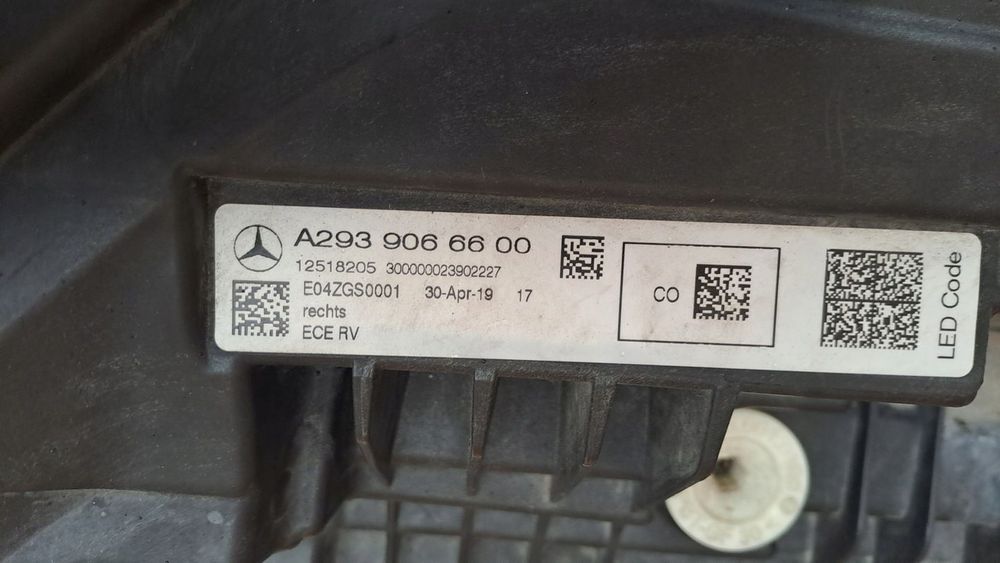 A293 906 66 00
12518205 300000023902227
E04ZGS0001 30-Apr-19 17
rechts
ECE RV
CO
LED Code